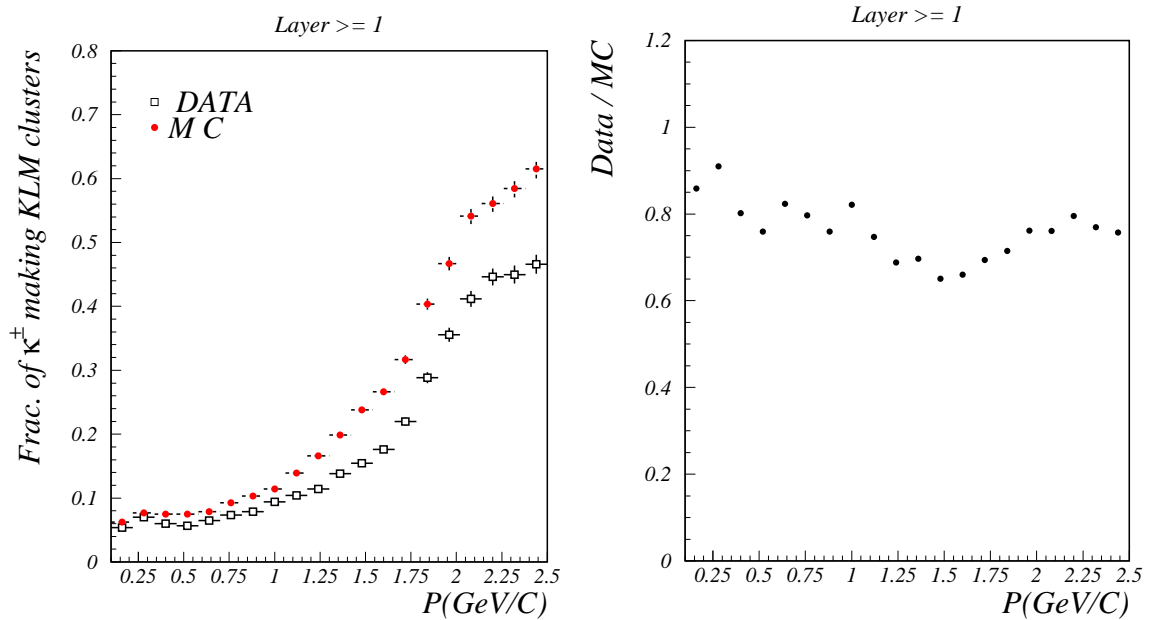 Layer >= 1
Frac. of κ± making KLM clusters
0.8
0.7
0.6
0.5
0.4
0.3
0.2
0.1
0
DATA
M C
0.25 0.5 0.75 1 1.25 1.5 1.75 2 2.25 2.5
P(GeV/C)
Layer >= 1
Data / MC
1.2
1
0.8
0.6
0.4
0.2
0
0.25 0.5 0.75 1 1.25 1.5 1.75 2 2.25 2.5
P(GeV/C)